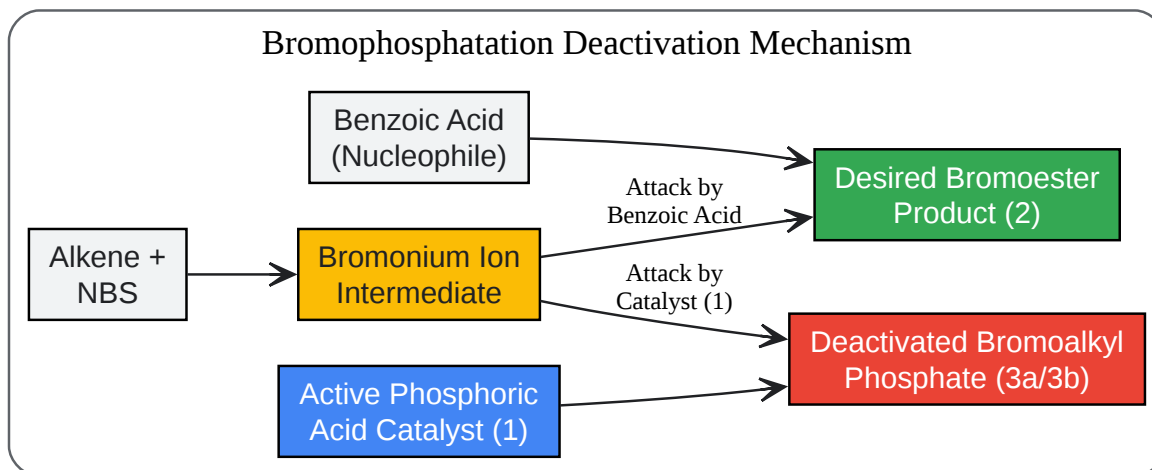 Bromophosphatation Deactivation Mechanism
Benzoic Acid
(Nucleophile)
Attack by
Benzoic Acid
Desired Bromoester
Product (2)
Alkene +
NBS
Bromonium Ion
Intermediate
Attack by
Catalyst (1)
Deactivated Bromoalkyl
Phosphate (3a/3b)
Active Phosphoric
Acid Catalyst (1)